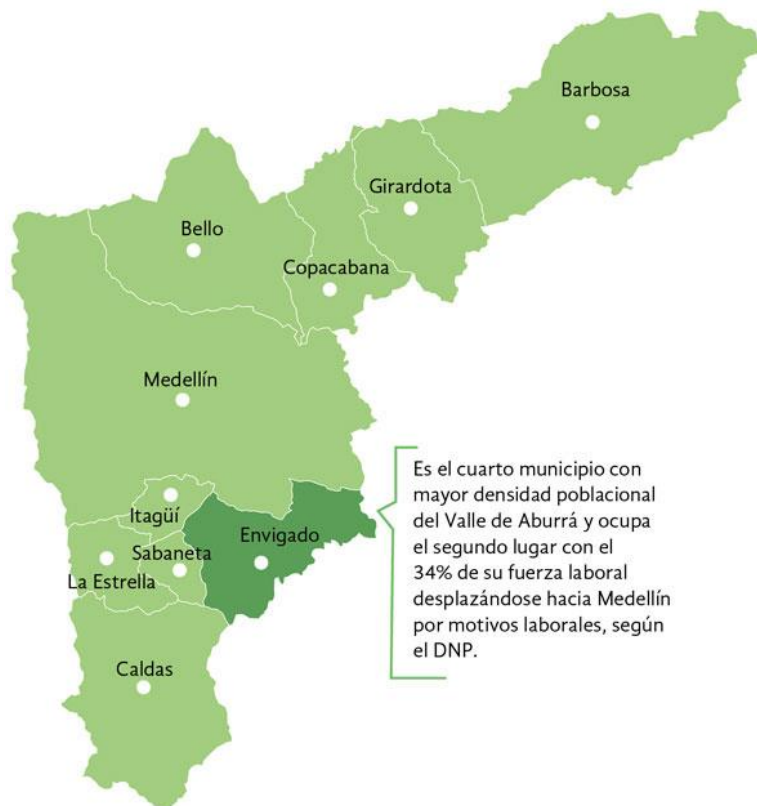 Barbosa
Girardota
Bello
Copacabana
Medellín
Itagüí
Sabaneta
Envigado
La Estrella
Caldas
Es el cuarto municipio con
mayor densidad poblacional
del Valle de Aburrá y ocupa
el segundo lugar con el
34% de su fuerza laboral
desplazándose hacia Medellín
por motivos laborales, según
el DNP.